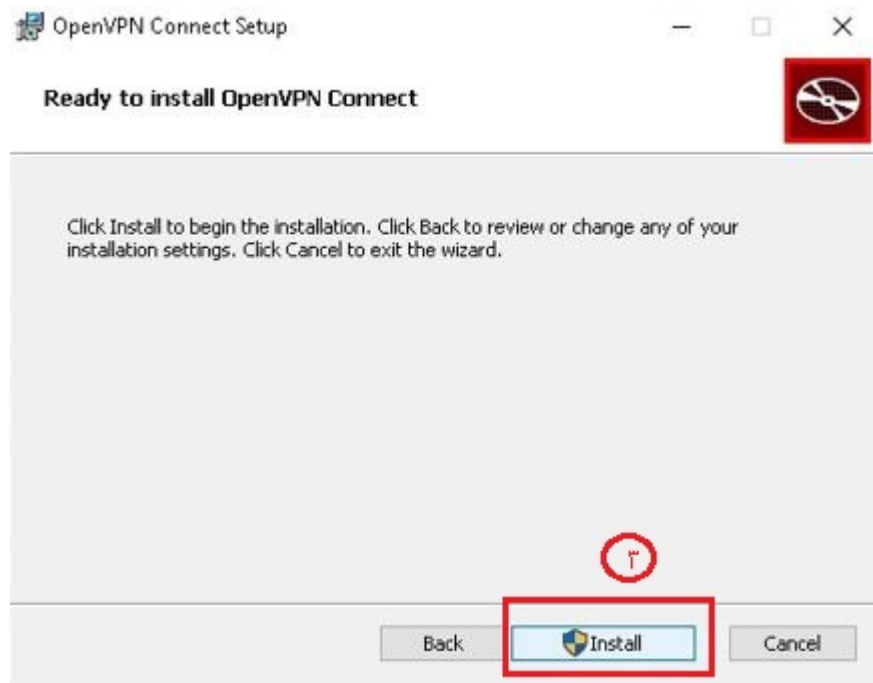 OpenVPN Connect Setup
Ready to install OpenVPN Connect
Click Install to begin the installation. Click Back to review or change any of your
installation settings. Click Cancel to exit the wizard.
۳
Back Install Cancel